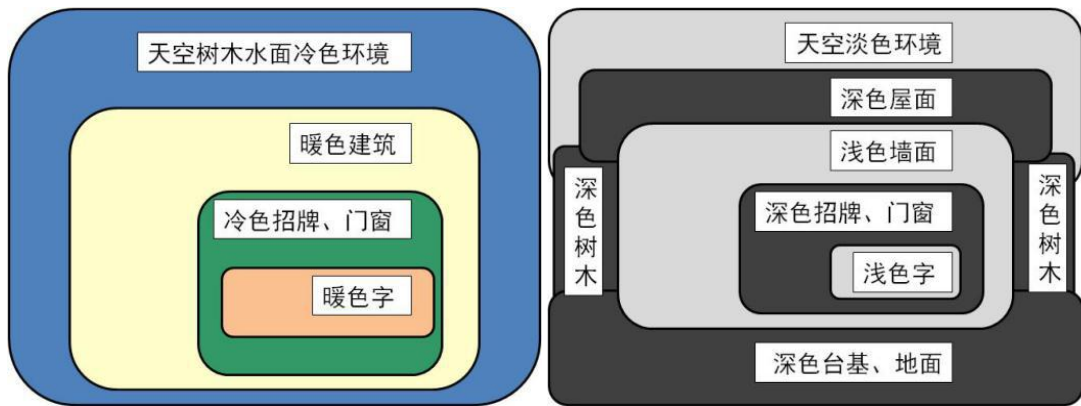 天空树木水面冷色环境
暖色建筑
冷色招牌、门窗
暖色字
天空淡色环境
深色屋面
浅色墙面
深色树木
深色招牌、门窗
浅色字
深色树木
深色台基、地面